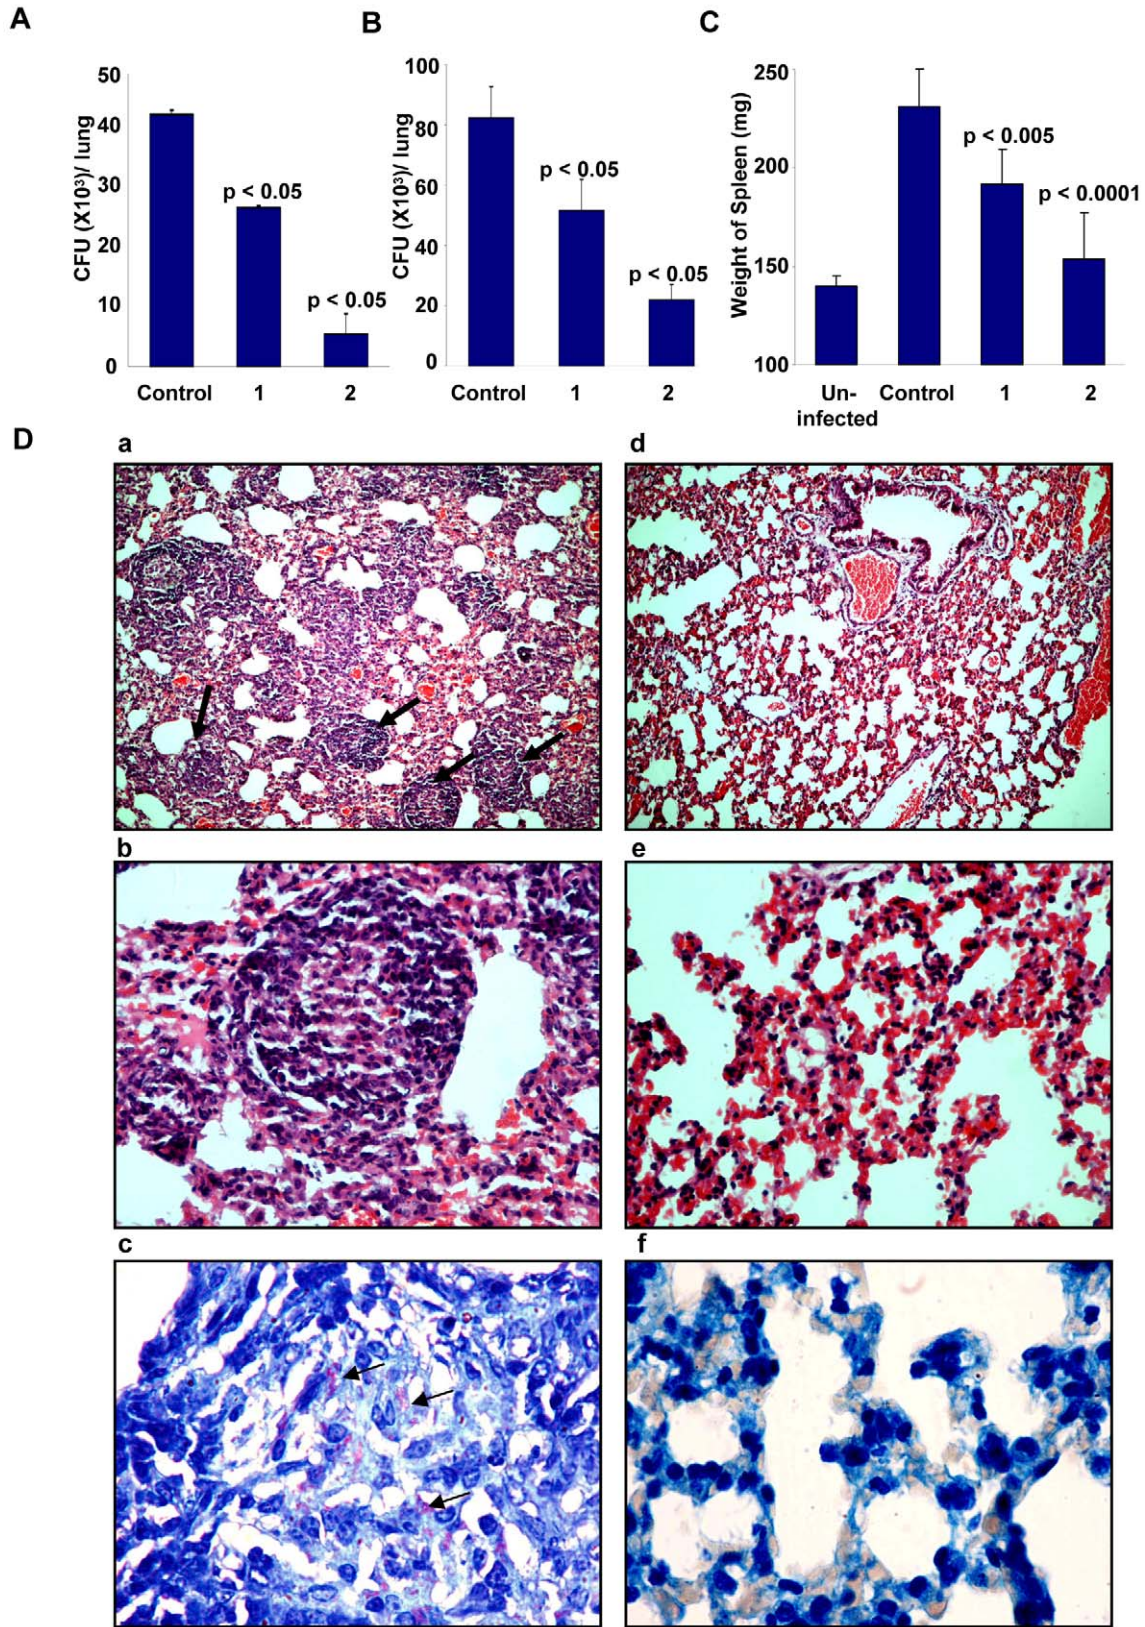 A
B
C
CFU (X10³)/ lung
50
40
30
20
10
0
p < 0.05
p < 0.05
Control
1
2
CFU (X10³)/ lung
100
80
60
40
20
0
p < 0.05
p < 0.05
Control
1
2
Weight of Spleen (mg)
250
200
150
100
p < 0.005
p < 0.0001
Un-
infected
Control
1
2
D
a
d
b
e
c
f